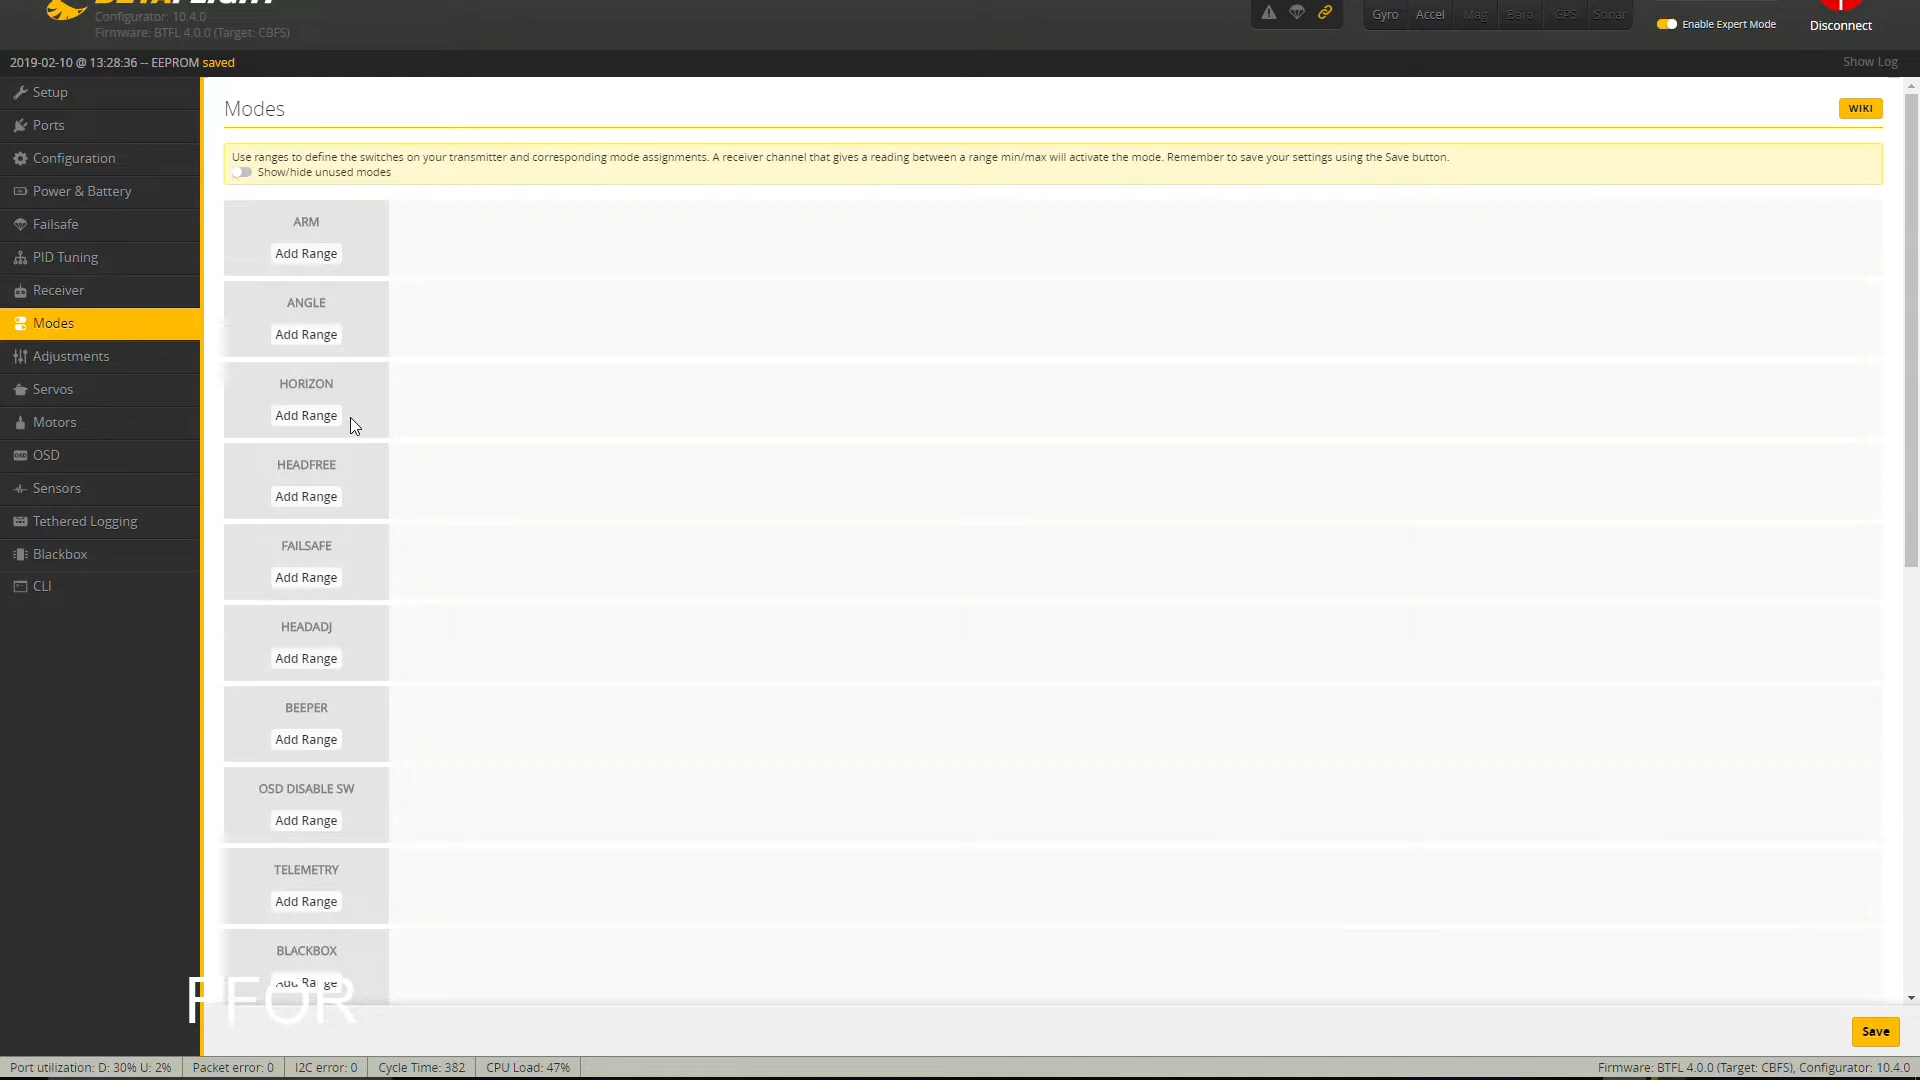 BETAFLIGHT
Configurator: 10.4.0
Firmware: BTFL 4.0.0 (Target: CBFS)
Gyro Accel Mag Baro GPS Sonar
Enable Expert Mode
Disconnect
2019-02-10 @ 13:28:36 -- EEPROM saved
Show Log
Setup
Ports
Configuration
Power & Battery
Failsafe
PID Tuning
Receiver
Modes
Adjustments
Servos
Motors
OSD
Sensors
Tethered Logging
Blackbox
CLI
Modes
WIKI
Use ranges to define the switches on your transmitter and corresponding mode assignments. A receiver channel that gives a reading between a range min/max will activate the mode. Remember to save your settings using the Save button.
Show/hide unused modes
ARM
Add Range
ANGLE
Add Range
HORIZON
Add Range
HEADFREE
Add Range
FAILSAFE
Add Range
HEADADJ
Add Range
BEEPER
Add Range
OSD DISABLE SW
Add Range
TELEMETRY
Add Range
BLACKBOX
Add Range
Save
Port utilization: D: 30% U: 2%
Packet error: 0
I2C error: 0
Cycle Time: 382
CPU Load: 47%
Firmware: BTFL 4.0.0 (Target: CBFS), Configurator: 10.4.0